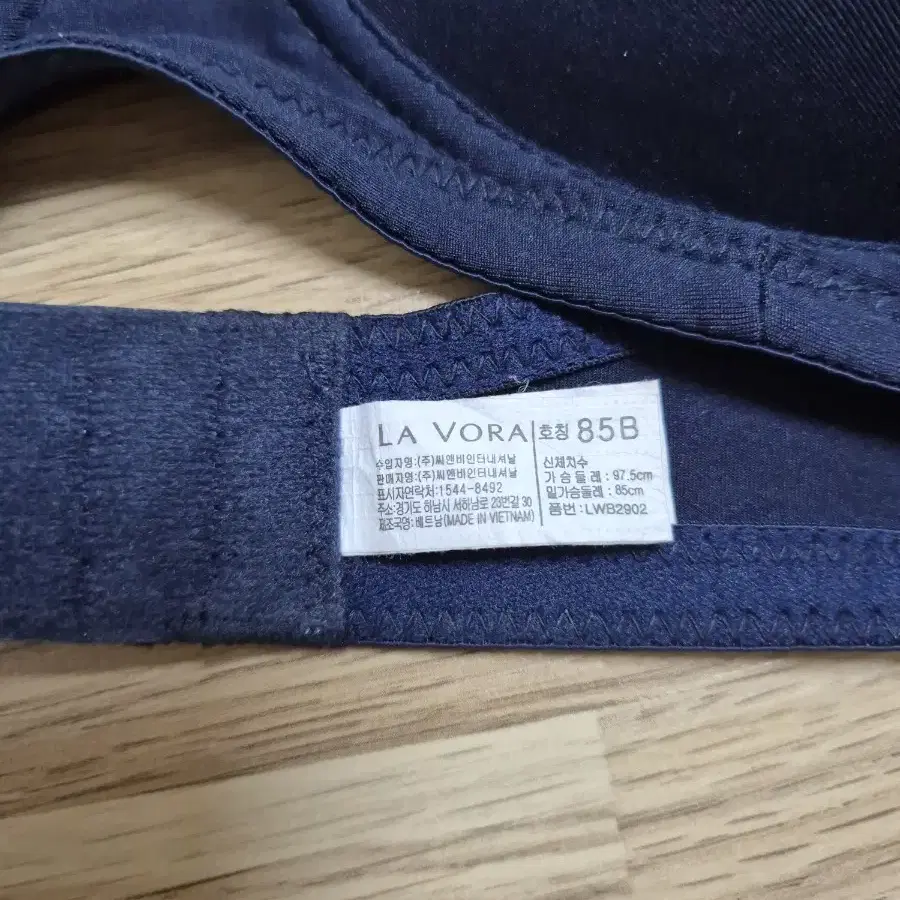 LA VORA
수입자명:(주)씨앤비인터내셔날
판매자명:(주)씨앤비인터내셔날
표시자연락처:1544-8492
주소:경기도 하남시 서하남로 23번길 30
제조국명:베트남(MADE IN VIETNAM)
호칭 85B
신체치수
가슴둘레 : 97.5cm
밑가슴둘레 : 85cm
품번: LWB2902